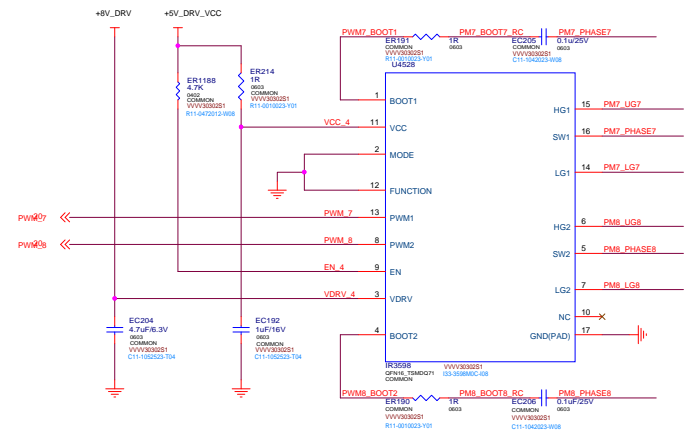 +8V_DRV
+5V_DRV_VCC
PWM7_BOOT1
PM7_BOOT7_RC
PM7_PHASE7
ER191
1R
EC205
0.1u/25V
COMMON
0603
COMMON
0603
VVVV30302S1
VVVV30302S1
R11-0010023-Y01
C11-1042023-W08
U4528
ER1188
4.7K
0402
COMMON
VVVV30302S1
R11-0472012-W08
ER214
1R
0603
COMMON
VVVV30302S1
R11-0010023-Y01
1
BOOT1
VCC_4
11
VCC
2
MODE
12
FUNCTION
PWM_7
PWM_7
13
PWM1
PWM_8
PWM_8
8
PWM2
EN_4
9
EN
VDRV_4
3
VDRV
4
BOOT2
HG1
15
PM7_UG7
SW1
16
PM7_PHASE7
LG1
14
PM7_LG7
HG2
6
PM8_UG8
SW2
5
PM8_PHASE8
LG2
7
PM8_LG8
NC
10
GND(PAD)
17
EC204
4.7uF/6.3V
0603
COMMON
VVVV30302S1
C11-1052523-T04
EC192
1uF/16V
0603
COMMON
VVVV30302S1
C11-1052523-T04
IR3598
VVVV30302S1
QFN16_TSMDQ71
I33-3598M0C-I08
COMMON
PWM8_BOOT2
PM8_BOOT8_RC
PM8_PHASE8
ER190
1R
EC206
0.1uF/25V
COMMON
0603
COMMON
0603
VVVV30302S1
VVVV30302S1
R11-0010023-Y01
C11-1042023-W08